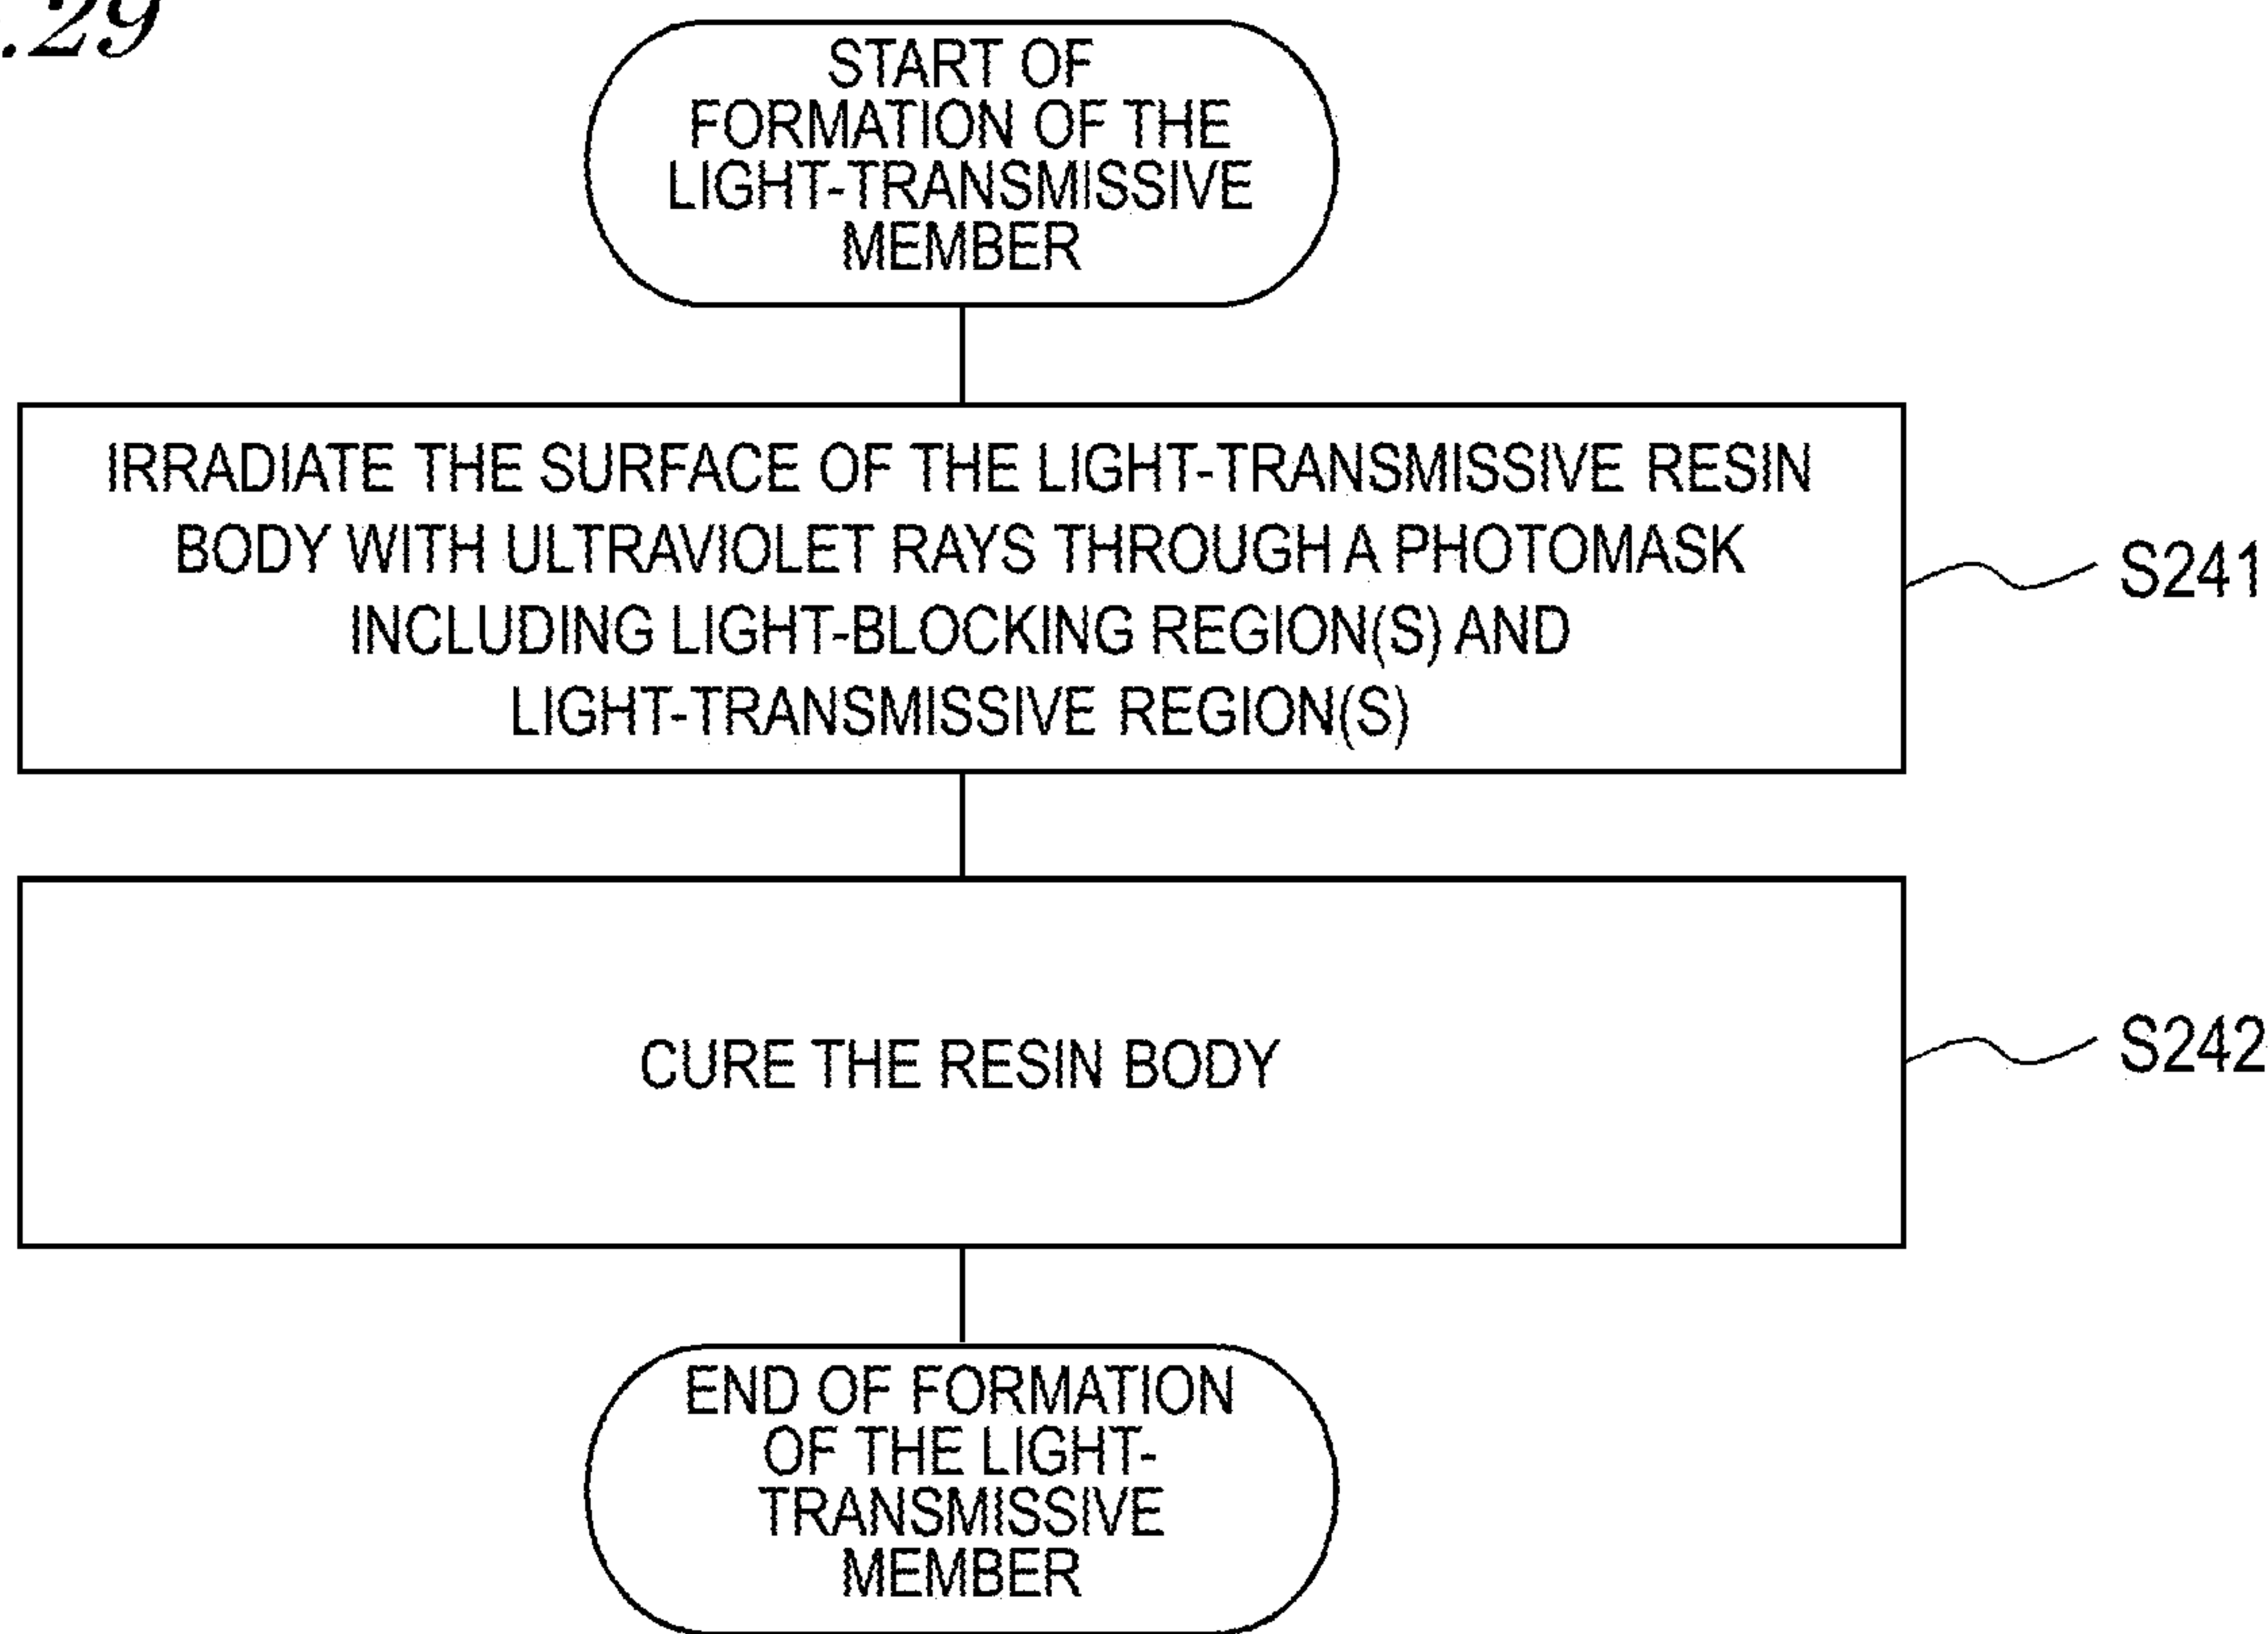 .29
START OF
FORMATION OF THE
LIGHT-TRANSMISSIVE
MEMBER
IRRADIATE THE SURFACE OF THE LIGHT-TRANSMISSIVE RESIN
BODY WITH ULTRAVIOLET RAYS THROUGH A PHOTOMASK
INCLUDING LIGHT-BLOCKING REGION(S) AND
LIGHT-TRANSMISSIVE REGION(S)
S241
CURE THE RESIN BODY
S242
END OF FORMATION
OF THE LIGHT-
TRANSMISSIVE
MEMBER